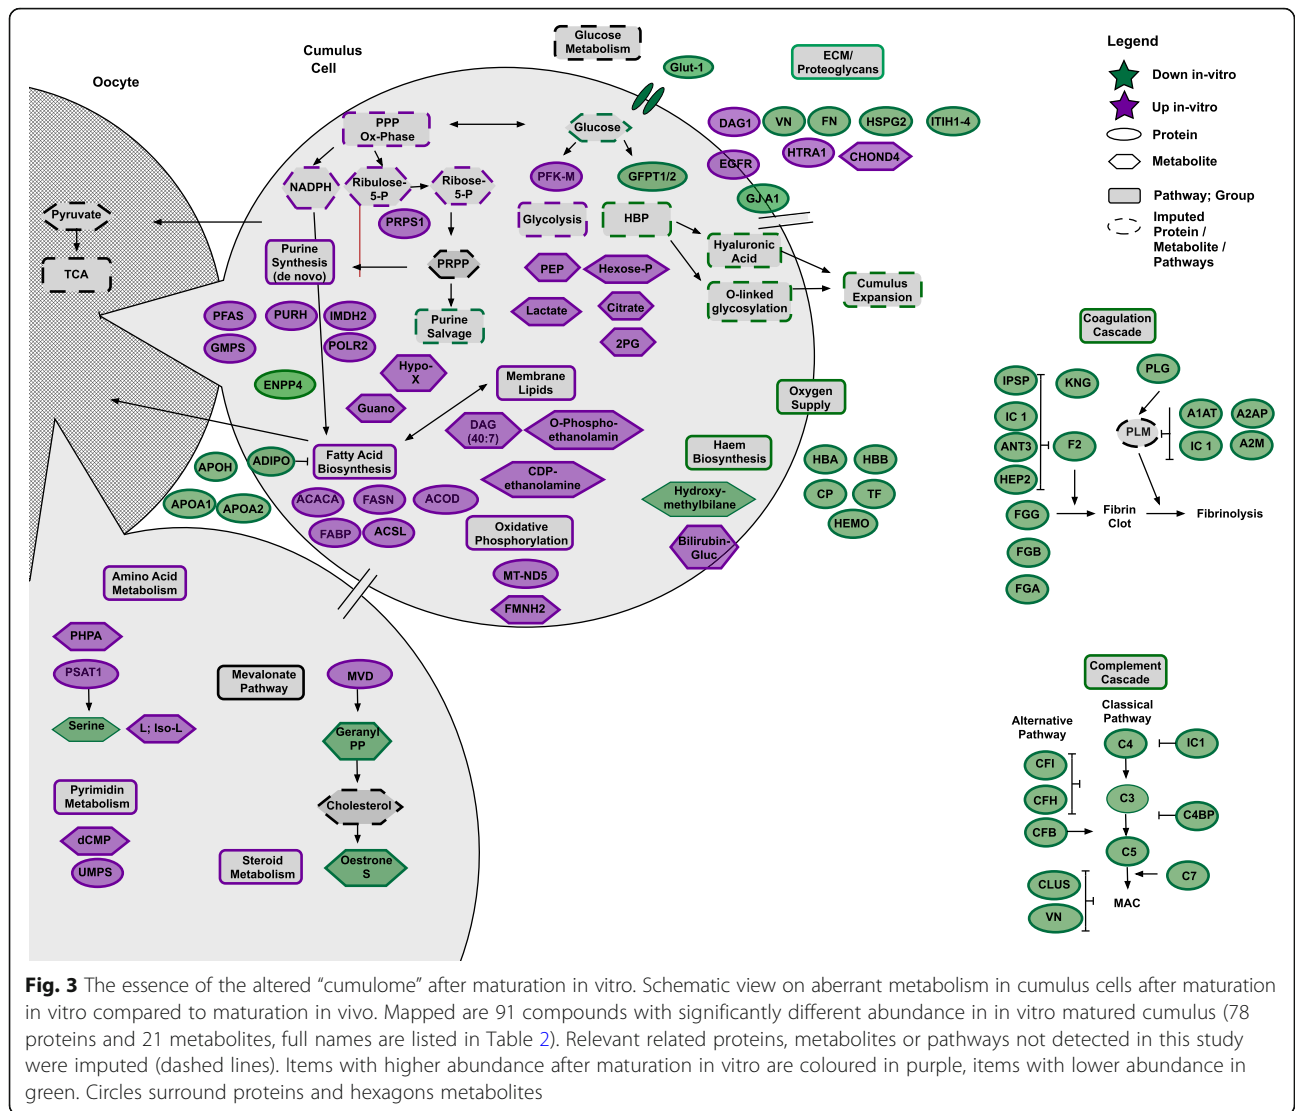 Oocyte
Cumulus
Cell
Glucose
Metabolism
Glut-1
ECM/
Proteoglycans
Legend
Down in-vitro
Up in-vitro
Protein
Metabolite
Pathway; Group
Imputed
Protein /
Metabolite /
Pathways
PPP
Ox-Phase
Glucose
DAG1
VN
FN
HSPG2
ITIH1-4
HTRA1
CHOND4
EGFR
GJA1
NADPH
Ribulose-
5-P
Ribose-
5-P
PFK-M
GFPT1/2
PRPS1
Glycolysis
HBP
Pyruvate
TCA
Purine
Synthesis
(de novo)
PRPP
Hyaluronic
Acid
PEP
Hexose-P
O-linked
glycosylation
Cumulus
Expansion
PFAS
PURH
IMDH2
Purine
Salvage
Lactate
Citrate
GMPS
POLR2
2PG
ENPP4
Hypo-
X
Guano
Membrane
Lipids
Oxygen
Supply
DAG
(40:7)
O-Phospho-
ethanolamin
Haem
Biosynthesis
APOH
ADIPO
Fatty Acid
Biosynthesis
CDP-
ethanolamine
HBA
HBB
CP
TF
HEMO
Hydroxy-
methylbilane
Bilirubin-
Gluc
APOA1
APOA2
ACACA
FASN
ACOD
FABP
ACSL
Oxidative
Phosphorylation
MT-ND5
FMNH2
Coagulation
Cascade
IPSP
KNG
PLG
IC 1
ANT3
F2
PLM
A1AT
A2AP
IC 1
A2M
HEP2
FGG
Fibrin
Clot
Fibrinolysis
FGB
FGA
Amino Acid
Metabolism
PHPA
PSAT1
Serine
L; Iso-L
Mevalonate
Pathway
MVD
Geranyl
PP
Cholesterol
Pyrimidin
Metabolism
dCMP
UMPS
Steroid
Metabolism
Oestrone
S
Complement
Cascade
Alternative
Pathway
Classical
Pathway
C4
IC1
CFI
CFH
C3
CFB
C4BP
C5
CLUS
C7
VN
MAC
Fig. 3 The essence of the altered “cumulome” after maturation in vitro. Schematic view on aberrant metabolism in cumulus cells after maturation
in vitro compared to maturation in vivo. Mapped are 91 compounds with significantly different abundance in in vitro matured cumulus (78
proteins and 21 metabolites, full names are listed in Table 2). Relevant related proteins, metabolites or pathways not detected in this study
were imputed (dashed lines). Items with higher abundance after maturation in vitro are coloured in purple, items with lower abundance in
green. Circles surround proteins and hexagons metabolites